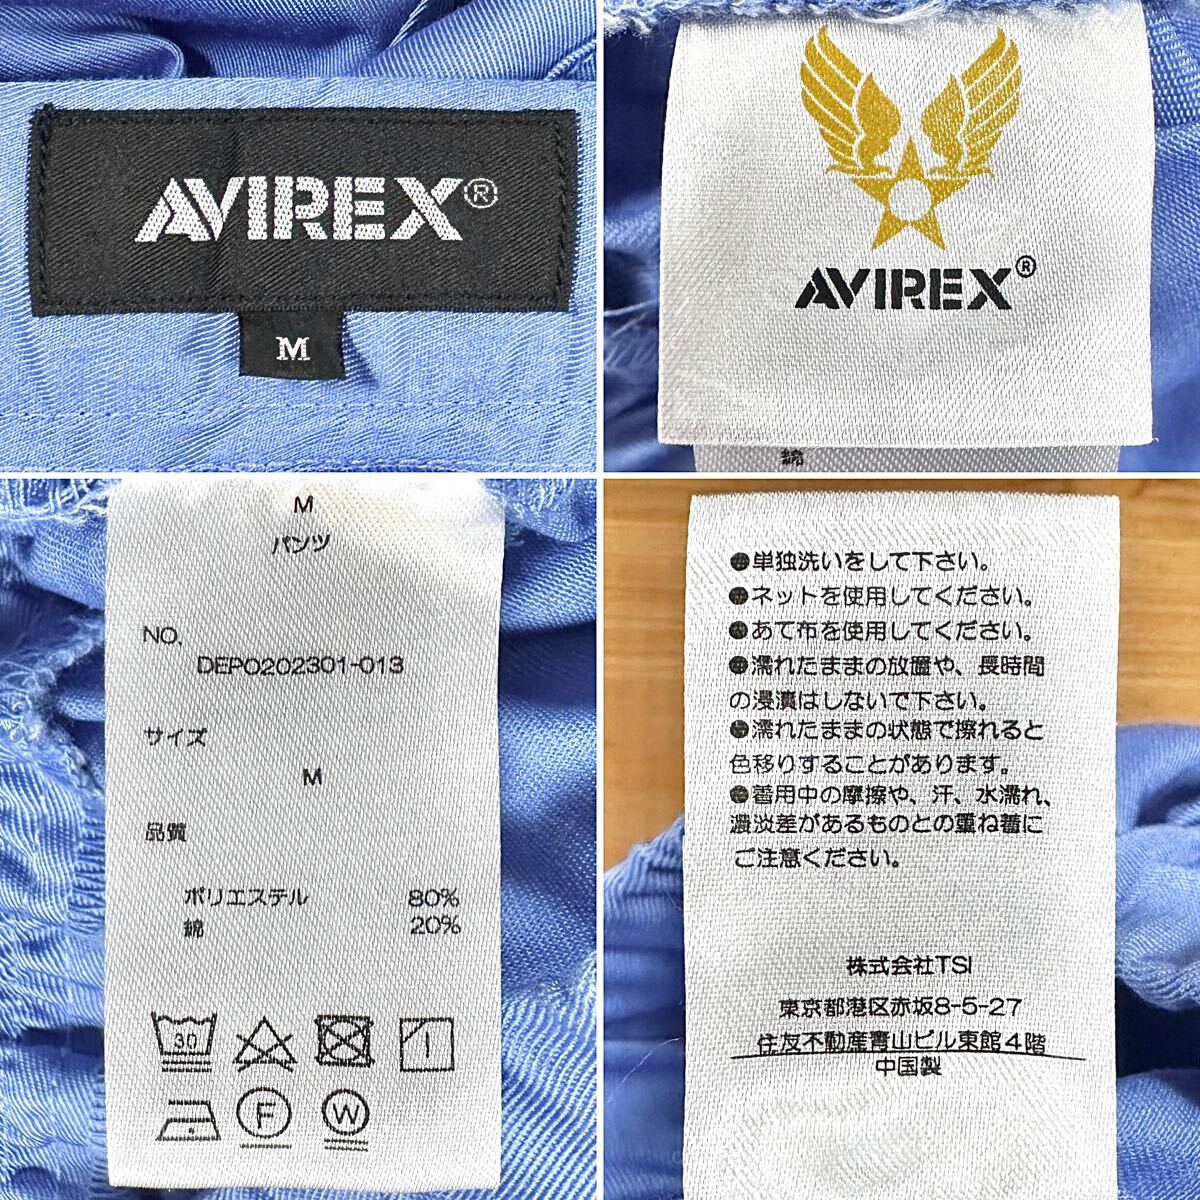 AVIREX®
M
AVIREX®
綿
M
パンツ
NO.
DEP0202301-013
サイズ
M
品質
ポリエステル 80%
綿 20%
30
F
W
●単独洗いをして下さい。
●ネットを使用してください。
●あて布を使用してください。
●濡れたままの放置や、長時間
の浸漬はしないで下さい。
●濡れたままの状態で擦れると
色移りすることがあります。
●着用中の摩擦や、汗、水濡れ、
濃淡差があるものとの重ね着に
ご注意ください。
株式会社TSI
東京都港区赤坂8-5-27
住友不動産青山ビル東館4階
中国製